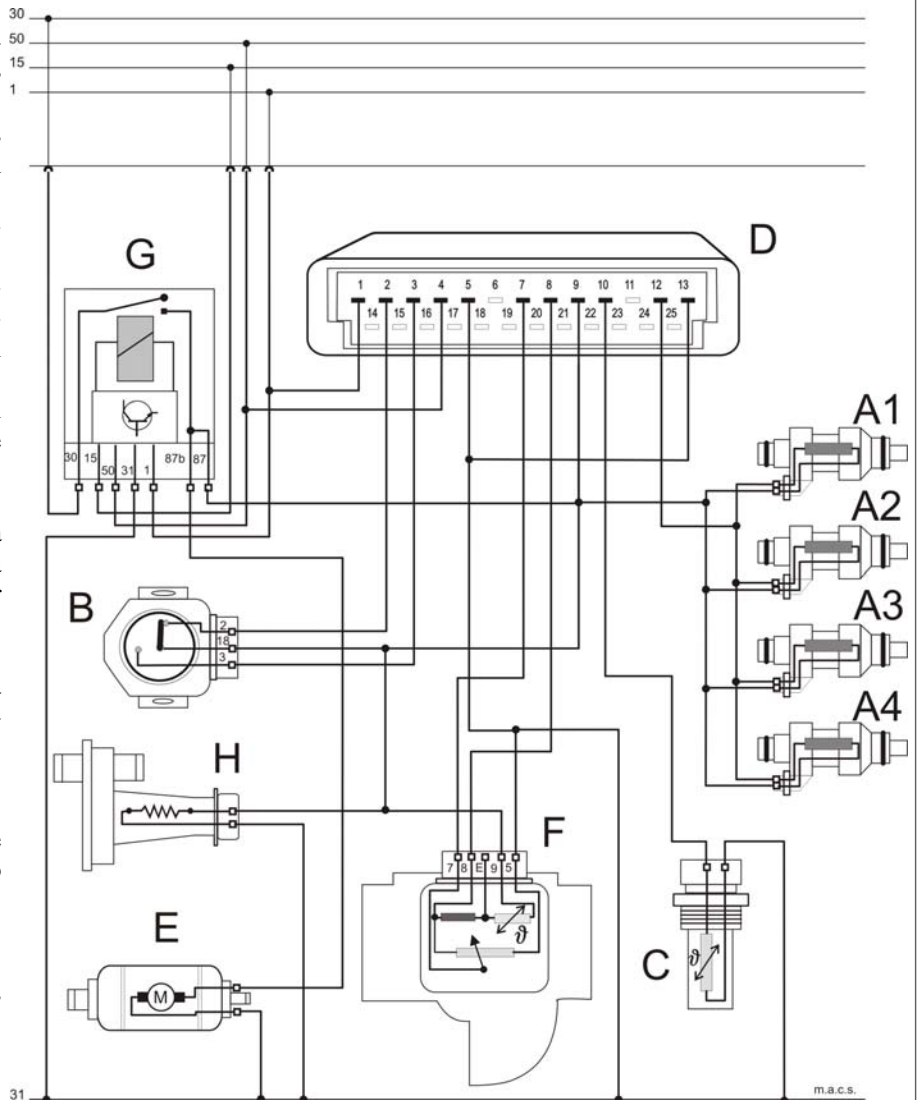 30
50
15
1
G
D
1 2 3 4 5 6 7 8 9 10 11 12 13
14 15 16 17 18 19 20 21 22 23 24 25
A1
30 15 50 31 1 87b 87
A2
B
2
18
3
A3
A4
H
F
7 8 E 9 5
ϑ
E
M
C
ϑ
31
m.a.c.s.